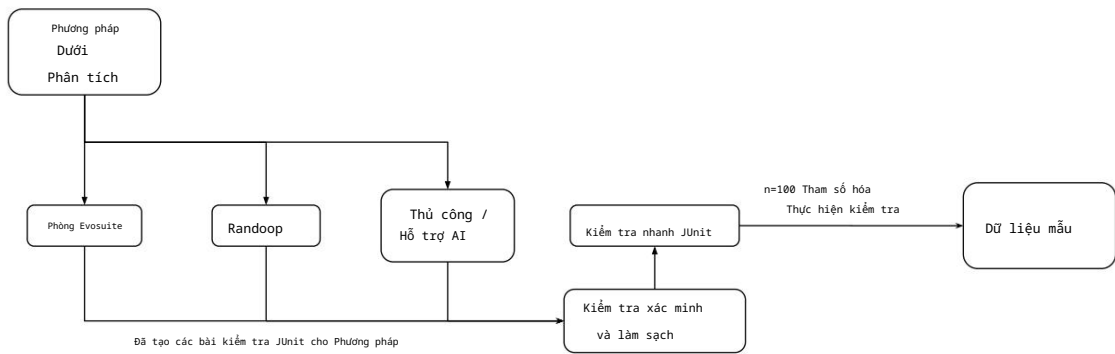 Phương pháp
Dưới
Phân tích
Phòng Evosuite
Randoop
Thủ công /
Hỗ trợ AI
Kiểm tra nhanh JUnit
n=100 Tham số hóa
Thực hiện kiểm tra
Dữ liệu mẫu
Kiểm tra xác minh
và làm sạch
Đã tạo các bài kiểm tra JUnit cho Phương pháp